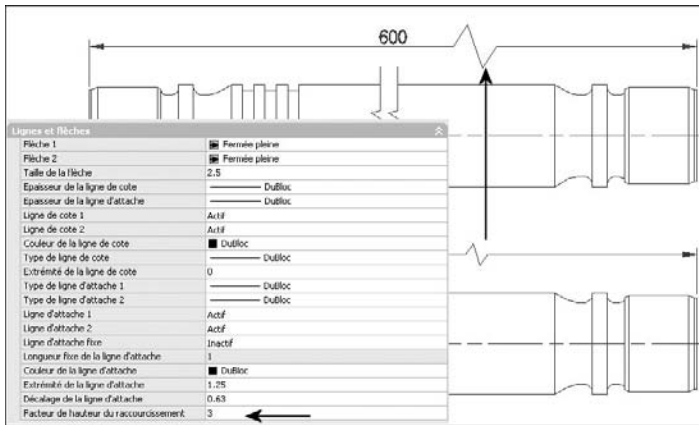 600
Lignes et flèches
Flèche 1 Fermée pleine
Flèche 2 Fermée pleine
Taille de la flèche 2.5
Epaisseur de la ligne de cote DuBloc
Epaisseur de la ligne d'attache DuBloc
Ligne de cote 1 Actif
Ligne de cote 2 Actif
Couleur de la ligne de cote DuBloc
Type de ligne de cote DuBloc
Extrémité de la ligne de cote 0
Type de ligne d'attache 1 DuBloc
Type de ligne d'attache 2 DuBloc
Ligne d'attache 1 Actif
Ligne d'attache 2 Actif
Ligne d'attache fixe Inactif
Longueur fixe de la ligne d'attache 1
Couleur de la ligne d'attache DuBloc
Extrémité de la ligne d'attache 1.25
Décalage de la ligne d'attache 0.63
Facteur de hauteur du raccourcissement 3